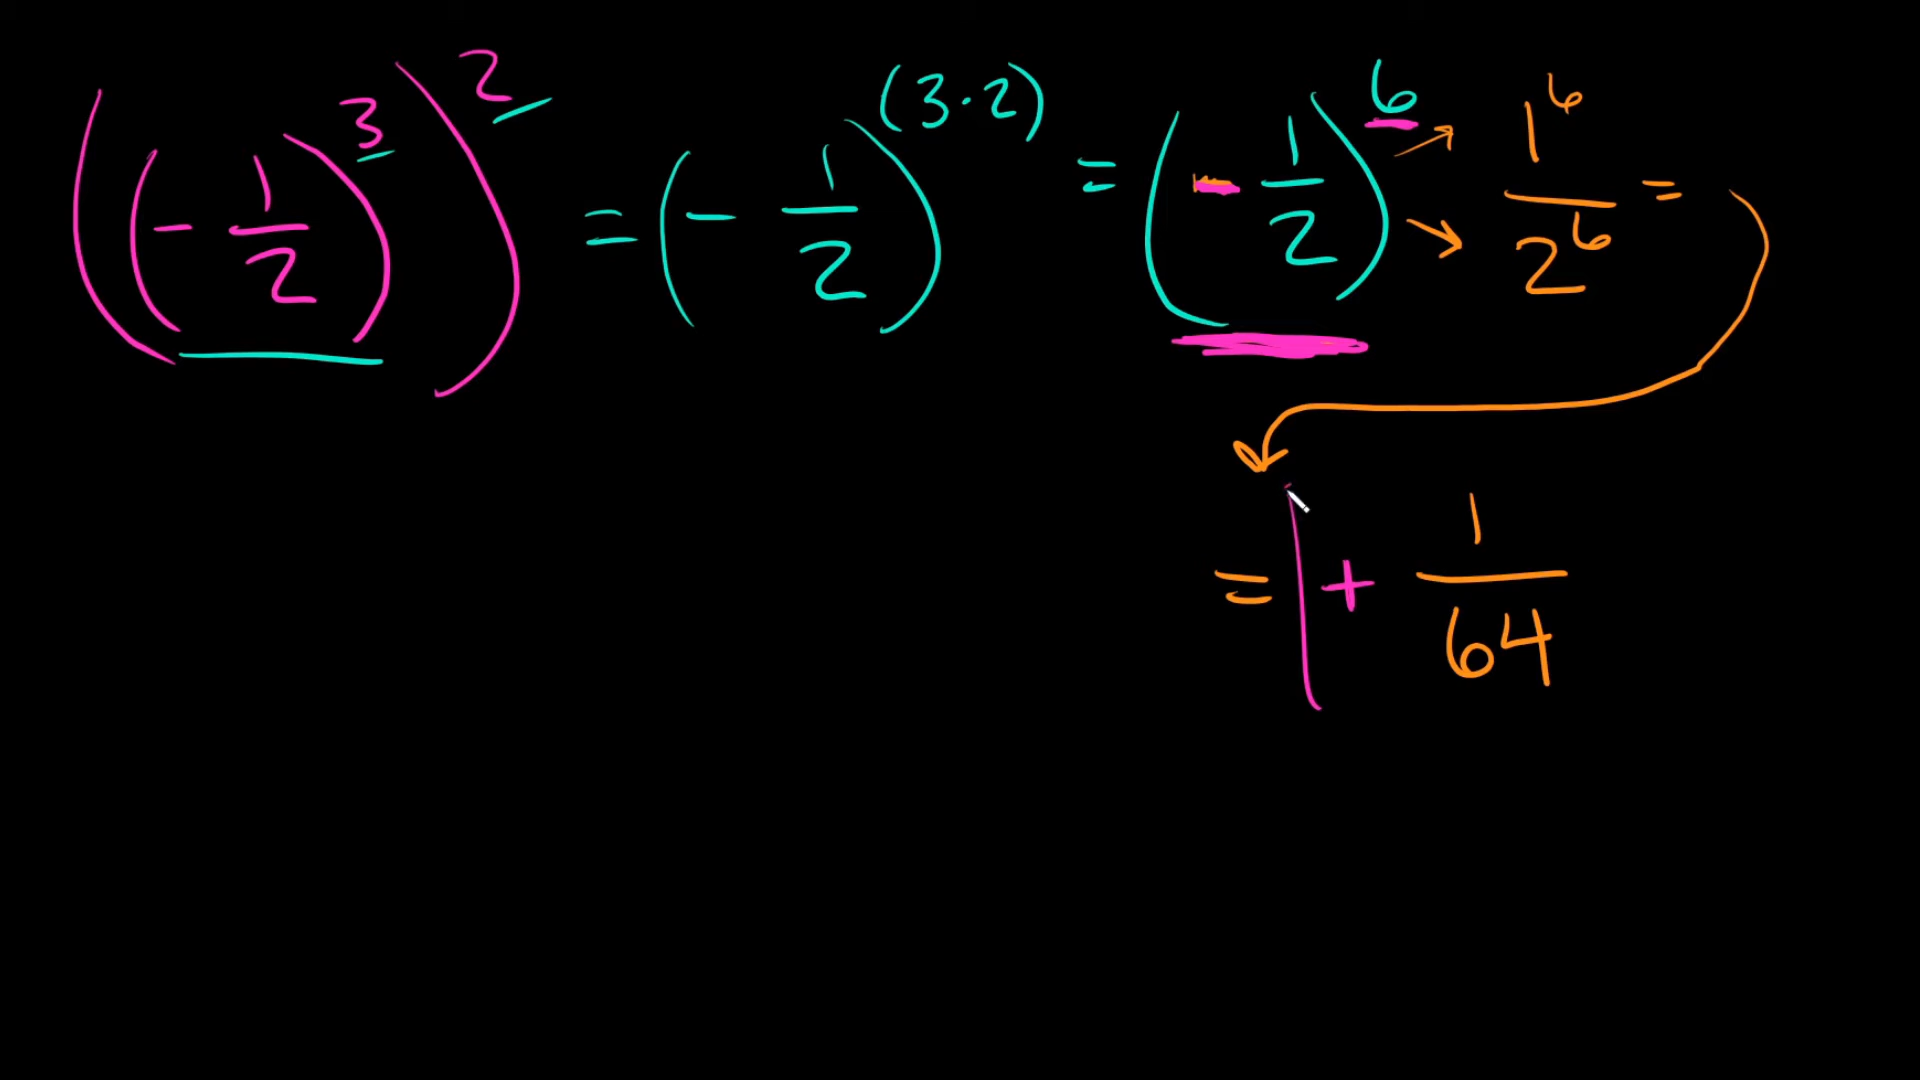 ((-1/2)^3)^2 = (-1/2)^(3·2) = (-1/2)^6 → 1^6/2^6 =
= + 1/64